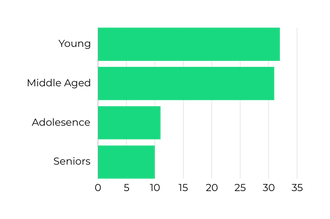 Young
Middle Aged
Adolesence
Seniors
0 5 10 15 20 25 30 35